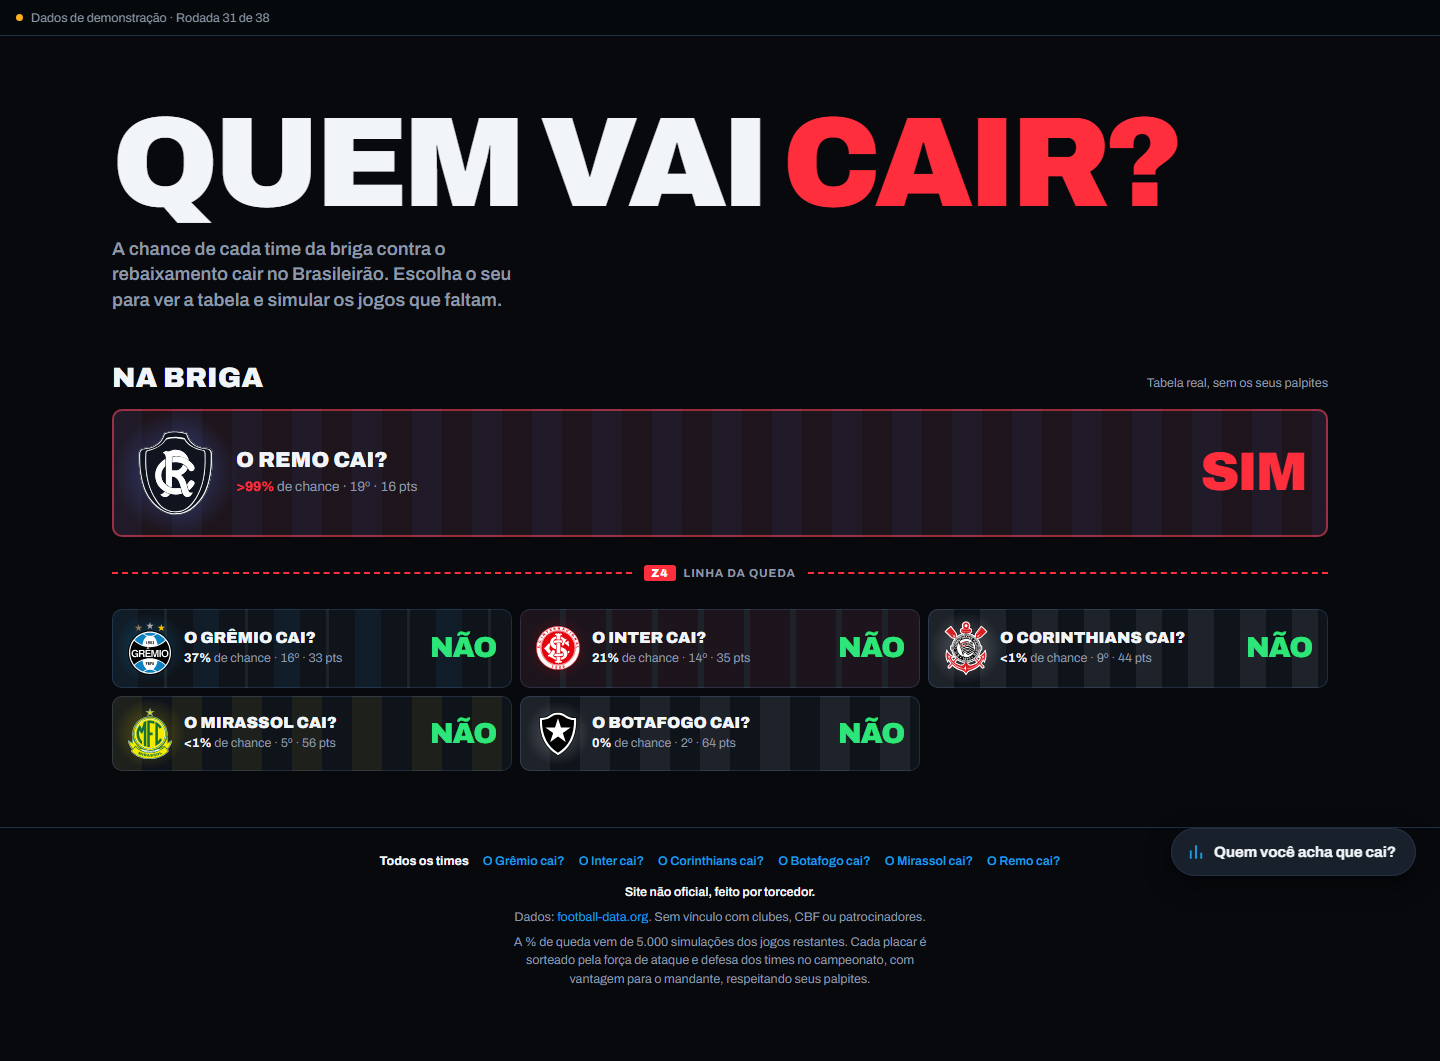 Dados de demonstração · Rodada 31 de 38
QUEM VAI CAIR?
A chance de cada time da briga contra o
rebaixamento cair no Brasileirão. Escolha o seu
para ver a tabela e simular os jogos que faltam.
NA BRIGA
Tabela real, sem os seus palpites
O REMO CAI?
>99% de chance · 19º · 16 pts
SIM
Z4 LINHA DA QUEDA
GRÊMIO
O GRÊMIO CAI?
37% de chance · 16º · 33 pts
NÃO
O INTER CAI?
21% de chance · 14º · 35 pts
NÃO
O CORINTHIANS CAI?
<1% de chance · 9º · 44 pts
NÃO
MFC
O MIRASSOL CAI?
<1% de chance · 5º · 56 pts
NÃO
O BOTAFOGO CAI?
0% de chance · 2º · 64 pts
NÃO
Todos os times O Grêmio cai? O Inter cai? O Corinthians cai? O Botafogo cai? O Mirassol cai? O Remo cai?
Quem você acha que cai?
Site não oficial, feito por torcedor.
Dados: football-data.org. Sem vínculo com clubes, CBF ou patrocinadores.
A % de queda vem de 5.000 simulações dos jogos restantes. Cada placar é
sorteado pela força de ataque e defesa dos times no campeonato, com
vantagem para o mandante, respeitando seus palpites.